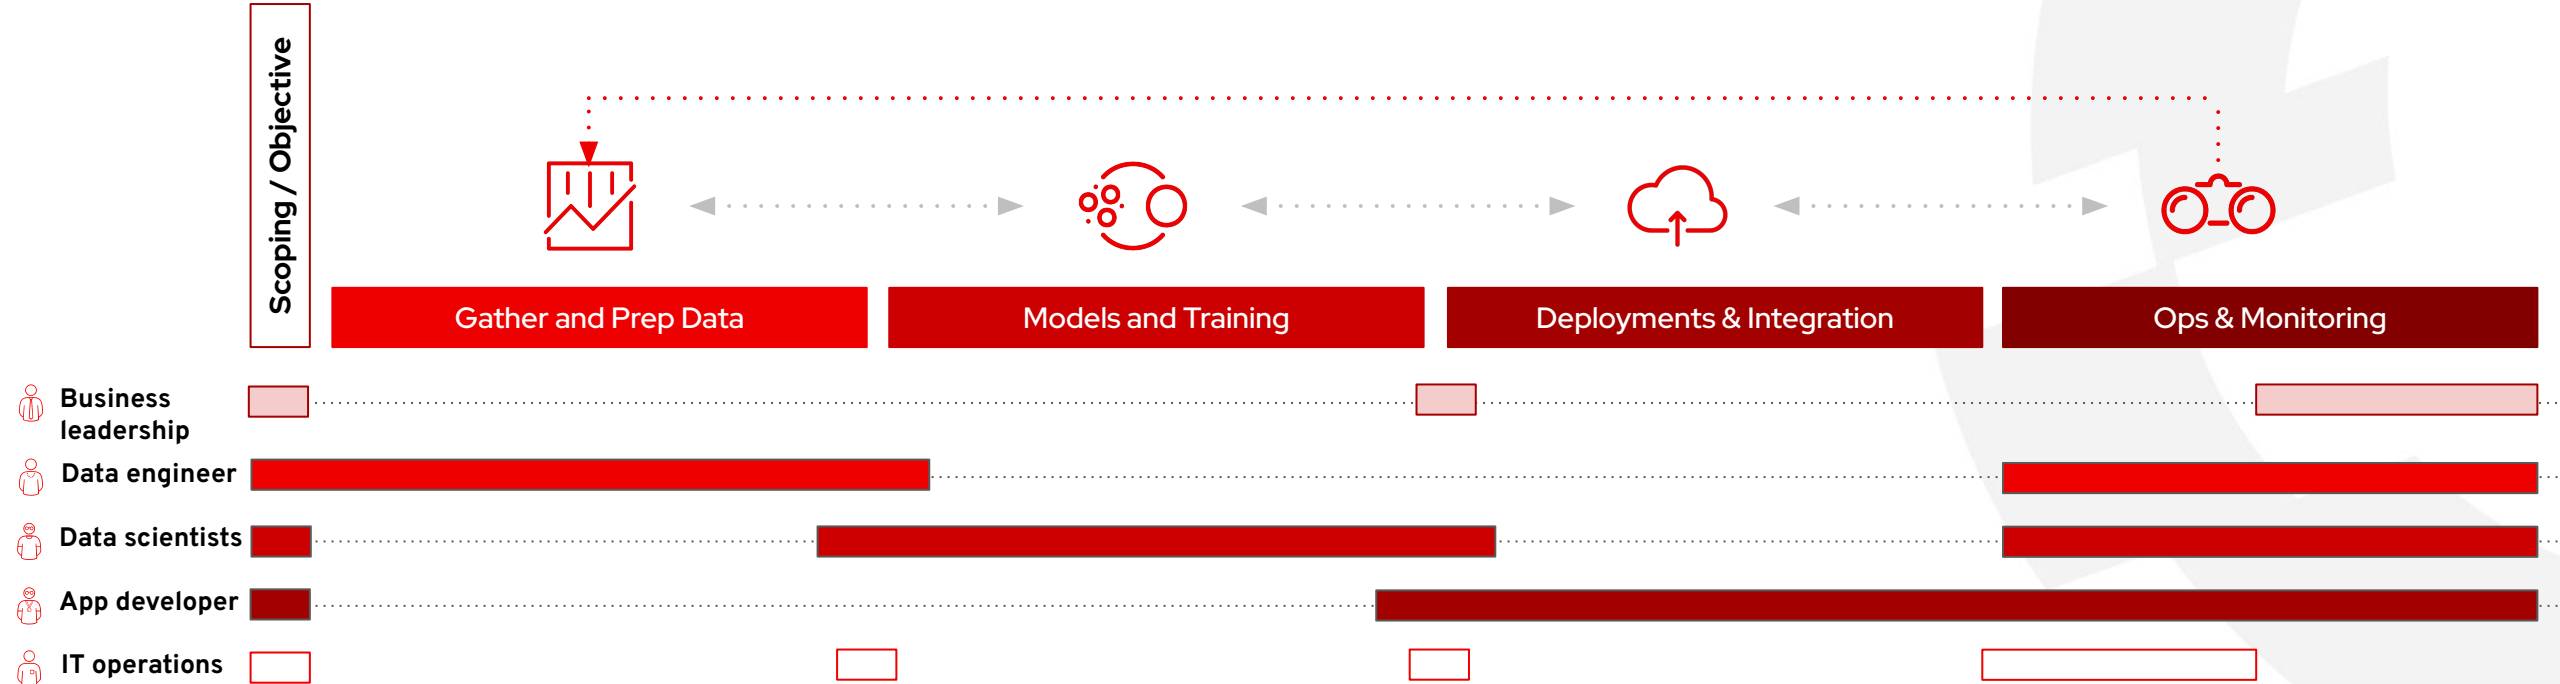 Scoping / Objective
Gather and Prep Data
Models and Training
Deployments & Integration
Ops & Monitoring
Business
leadership
Data engineer
Data scientists
App developer
IT operations